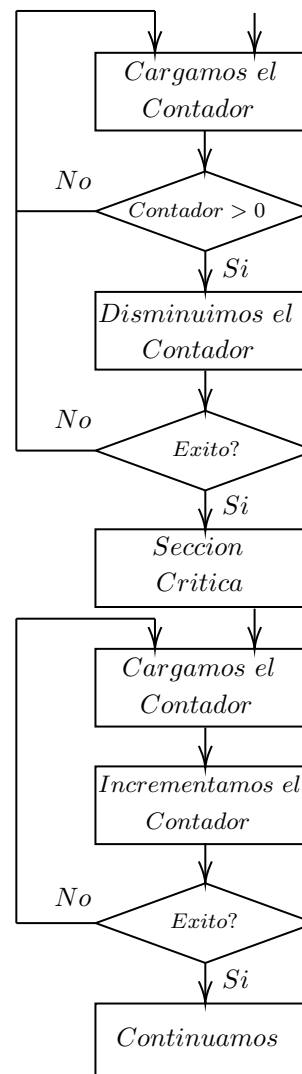 Cargamos el
Contador
No
Contador > 0
Si
Disminuimos el
Contador
No
Exito?
Si
Seccion
Critica
Cargamos el
Contador
Incrementamos el
Contador
No
Exito?
Si
Continuamos